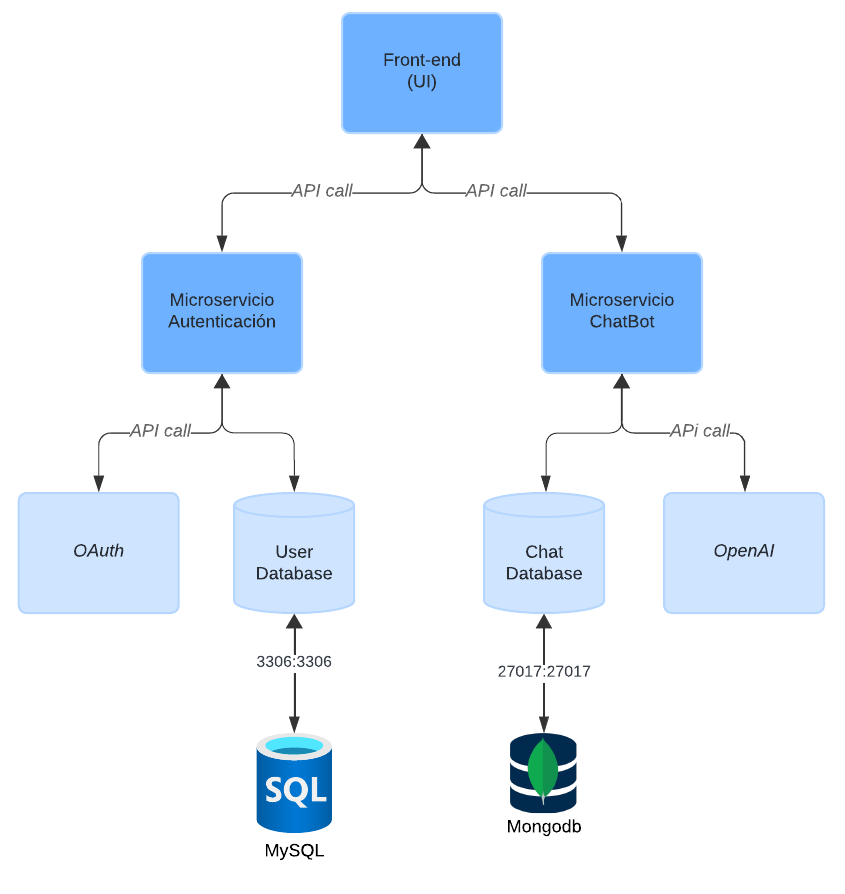 Front-end
(UI)
API call
API call
Microservicio
Autenticación
Microservicio
ChatBot
API call
APi call
OAuth
User
Database
Chat
Database
OpenAI
3306:3306
27017:27017
SQL
MySQL
Mongodb